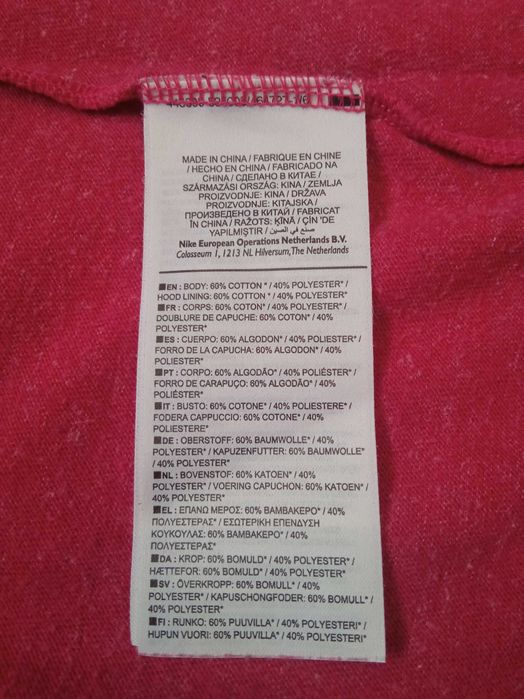 MADE IN CHINA / FABRIQUE EN CHINE
/ HECHO EN CHINA / FABRICADO NA
CHINA / СДЕЛАНО В КИТАЕ /
SZÁRMAZÁSI ORSZÁG: KINA / ZEMLJA
PROIZVODNJE: KINA / DRŽAVA
PROIZVODNJE: KITAJSKA /
ПРОИЗВЕДЕНО В КИТАЙ / FABRICAT
ÎN CHINA / RAŽOTS: ĶĪNĀ / ÇİN 'DE
YAPILMIŞTIR / صنع في الصين /
Nike European Operations Netherlands B.V.
Colosseum 1, 1213 NL Hilversum, The Netherlands
EN : BODY: 60% COTTON* / 40% POLYESTER* /
HOOD LINING: 60% COTTON* / 40% POLYESTER*
FR : CORPS: 60% COTON* / 40% POLYESTER* /
DOUBLURE DE CAPUCHE: 60% COTON* / 40%
POLYESTER*
ES : CUERPO: 60% ALGODON* / 40% POLIESTER* /
FORRO DE LA CAPUCHA: 60% ALGODON* / 40%
POLIESTER*
PT : CORPO: 60% ALGODÃO* / 40% POLIÉSTER* /
FORRO DE CARAPUÇO: 60% ALGODÃO* / 40%
POLIÉSTER*
IT : BUSTO: 60% COTONE* / 40% POLIESTERE* /
FODERA CAPPUCCIO: 60% COTONE* / 40%
POLIESTERE*
DE : OBERSTOFF: 60% BAUMWOLLE* / 40%
POLYESTER* / KAPUZENFUTTER: 60% BAUMWOLLE*
/ 40% POLYESTER*
NL : BOVENSTOF: 60% KATOEN* / 40%
POLYESTER* / VOERING CAPUCHON: 60% KATOEN* /
40% POLYESTER*
EL : ΕΠΑΝΩ ΜΕΡΟΣ: 60% ΒΑΜΒΑΚΕΡΟ* / 40%
ΠΟΛΥΕΣΤΕΡΑΣ* / ΕΣΩΤΕΡΙΚΗ ΕΠΕΝΔΥΣΗ
ΚΟΥΚΟΥΛΑΣ: 60% ΒΑΜΒΑΚΕΡΟ* / 40%
ΠΟΛΥΕΣΤΕΡΑΣ*
DA : KROP: 60% BOMULD* / 40% POLYESTER* /
HÆTTEFOR: 60% BOMULD* / 40% POLYESTER*
SV : ÖVERKROPP: 60% BOMULL* / 40%
POLYESTER* / KAPUSCHONGFODER: 60% BOMULL* /
40% POLYESTER*
FI : RUNKO: 60% PUUVILLA* / 40% POLYESTERI* /
HUPUN VUORI: 60% PUUVILLA* / 40% POLYESTERI*